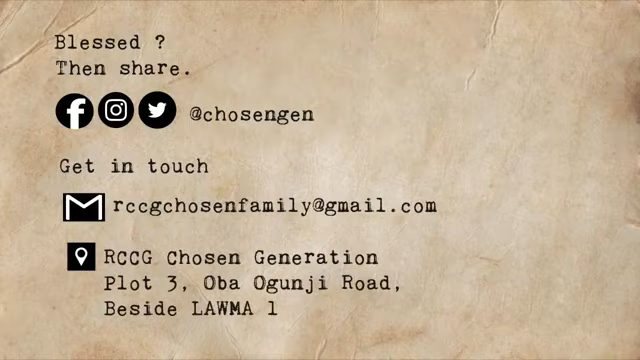 Blessed ?
Then share.
@chosengen
Get in touch
rccgchosenfamily@gmail.com
RCCG Chosen Generation
Plot 3, Oba Ogunji Road,
Beside LAWMA 1